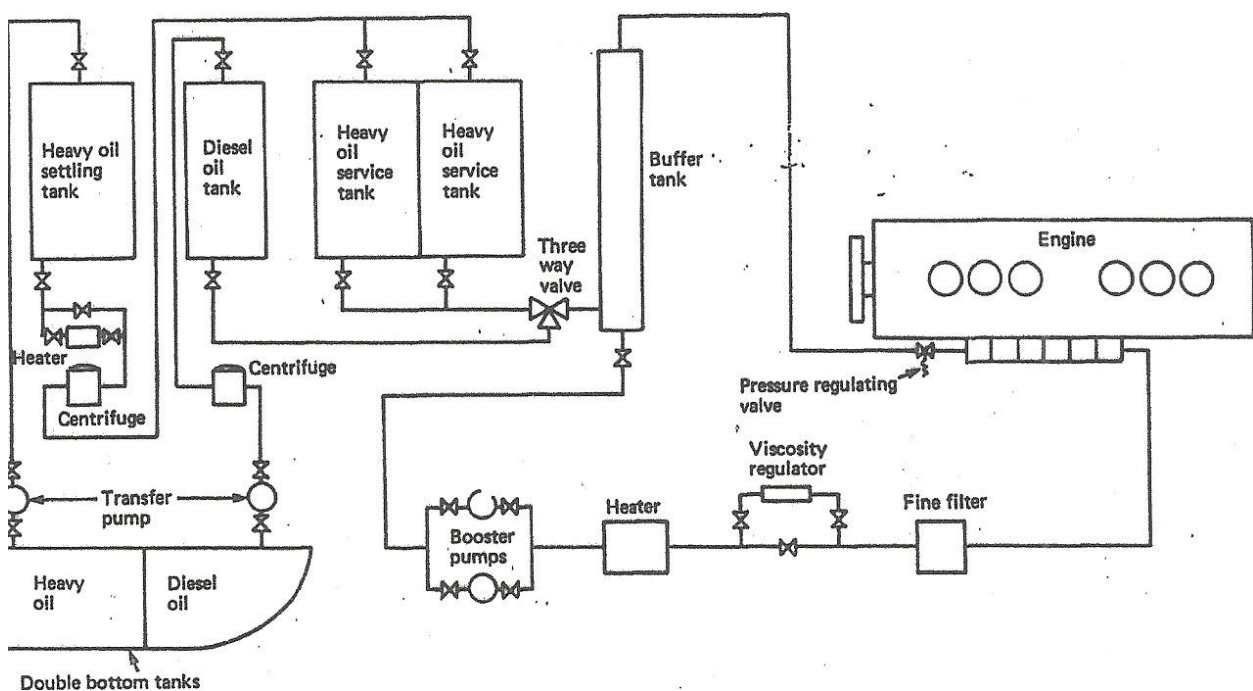 Heavy oil
settling
tank
Diesel
oil
tank
Heavy
oil
service
tank
Heavy
oil
service
tank
Buffer
tank
Three
way
valve
Engine
Heater
Centrifuge
Centrifuge
Pressure regulating
valve
Transfer
pump
Booster
pumps
Heater
Viscosity
regulator
Fine filter
Heavy
oil
Diesel
oil
Double bottom tanks